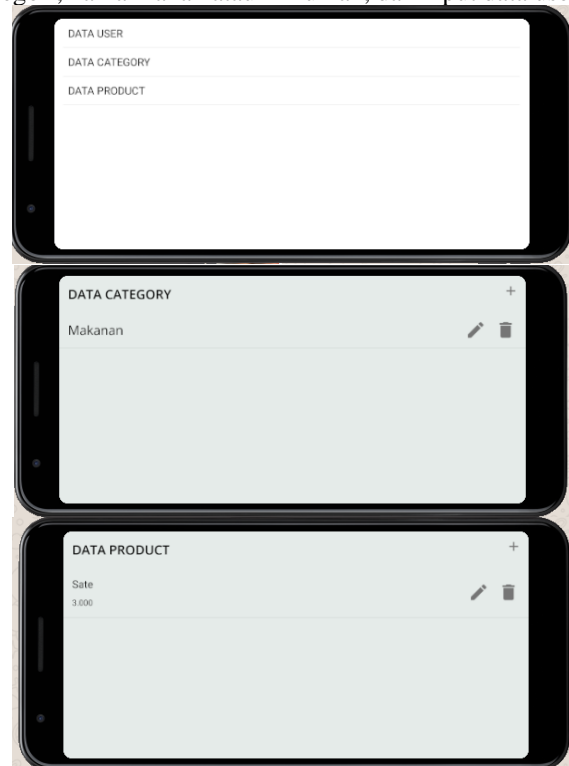 DATA USER
DATA CATEGORY
DATA PRODUCT
DATA CATEGORY +
Makanan
DATA PRODUCT +
Sate
3.000